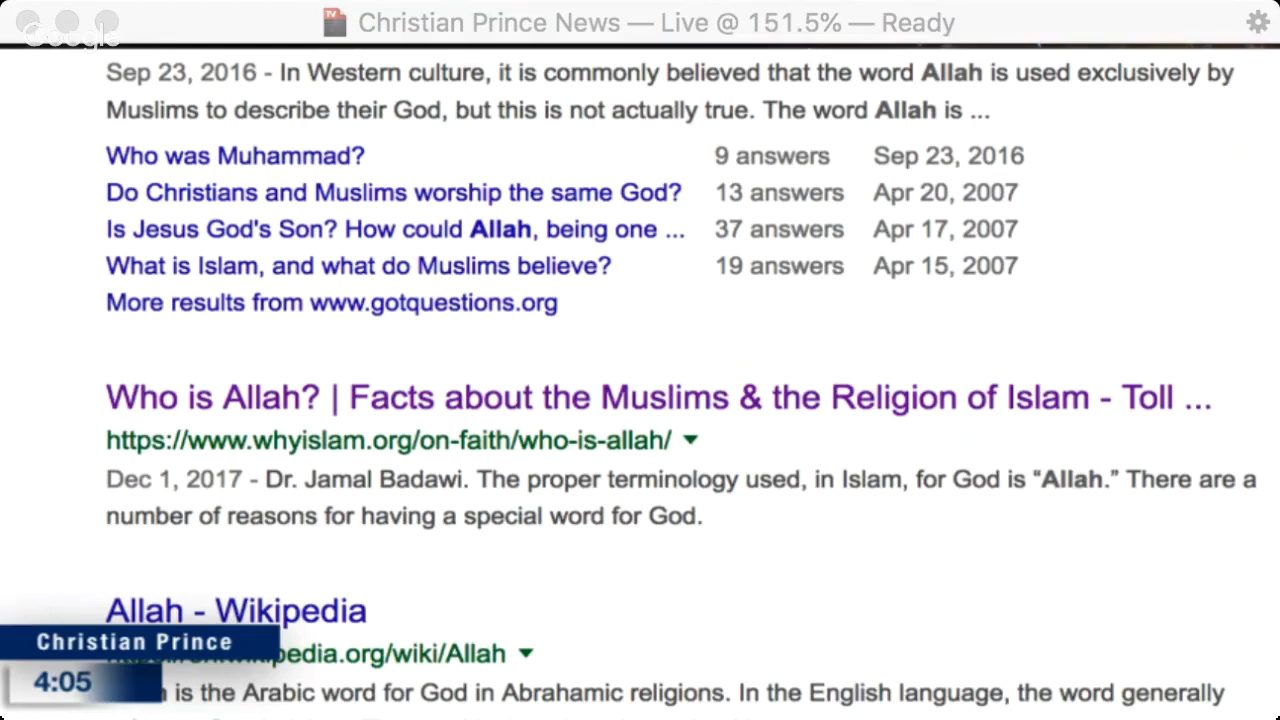 Christian Prince News — Live @ 151.5% — Ready
Google
Sep 23, 2016 - In Western culture, it is commonly believed that the word Allah is used exclusively by
Muslims to describe their God, but this is not actually true. The word Allah is ...
Who was Muhammad? 9 answers Sep 23, 2016
Do Christians and Muslims worship the same God? 13 answers Apr 20, 2007
Is Jesus God's Son? How could Allah, being one ... 37 answers Apr 17, 2007
What is Islam, and what do Muslims believe? 19 answers Apr 15, 2007
More results from www.gotquestions.org
Who is Allah? | Facts about the Muslims & the Religion of Islam - Toll ...
https://www.whyislam.org/on-faith/who-is-allah/
Dec 1, 2017 - Dr. Jamal Badawi. The proper terminology used, in Islam, for God is “Allah.” There are a
number of reasons for having a special word for God.
Allah - Wikipedia
Christian Prince
pedia.org/wiki/Allah
4:05
is the Arabic word for God in Abrahamic religions. In the English language, the word generally